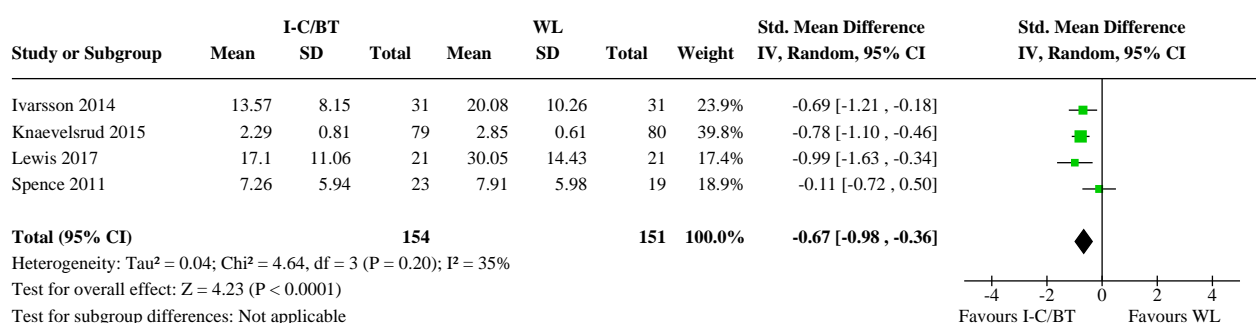 I-C/BT WL Std. Mean Difference Std. Mean Difference
Study or Subgroup Mean SD Total Mean SD Total Weight IV, Random, 95% CI IV, Random, 95% CI
Ivarsson 2014 13.57 8.15 31 20.08 10.26 31 23.9% -0.69 [-1.21 , -0.18]
Knaevelsrud 2015 2.29 0.81 79 2.85 0.61 80 39.8% -0.78 [-1.10 , -0.46]
Lewis 2017 17.1 11.06 21 30.05 14.43 21 17.4% -0.99 [-1.63 , -0.34]
Spence 2011 7.26 5.94 23 7.91 5.98 19 18.9% -0.11 [-0.72 , 0.50]
Total (95% CI) 154 151 100.0% -0.67 [-0.98 , -0.36]
Heterogeneity: Tau² = 0.04; Chi² = 4.64, df = 3 (P = 0.20); I² = 35%
Test for overall effect: Z = 4.23 (P < 0.0001)
-4 -2 0 2 4
Test for subgroup differences: Not applicable Favours I-C/BT Favours WL